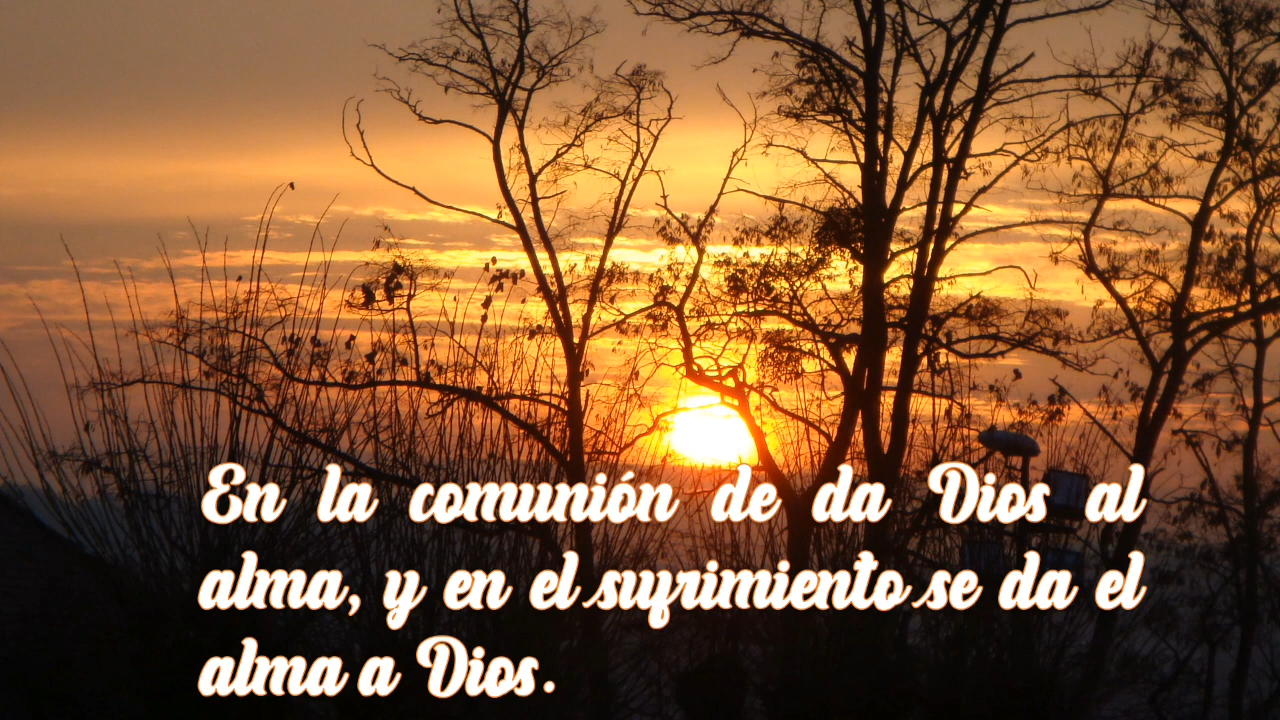 En la comunión de da Dios al
alma, y en el sufrimiento se da el
alma a Dios.